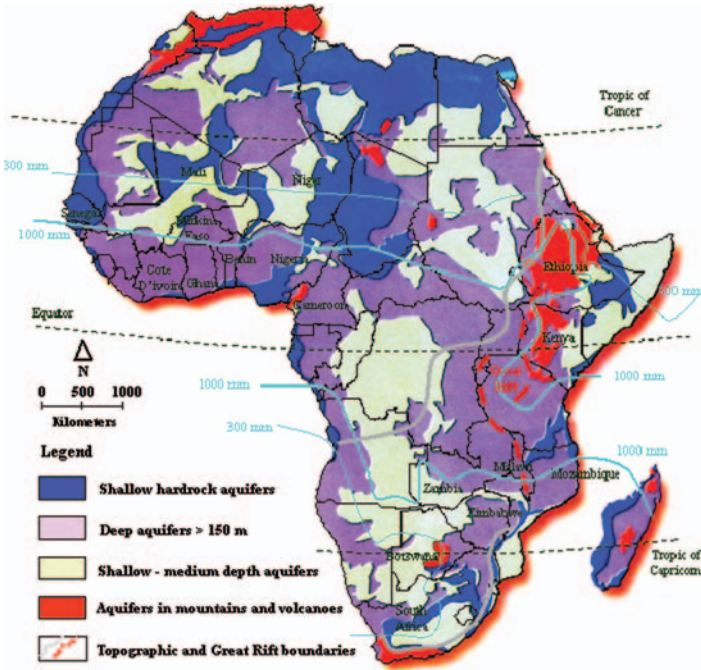 Tropic of
Cancer
300 mm
Mali
Niger
Senegal
Burkina
Faso
1000 mm
Benin
Nigeria
Cote
D'ivoire
Ghana
Ethiopia
Cameroon
Equator
Kenya
N
0 500 1000
Kilometers
1000 mm
1000 mm
300 mm
1000 mm
Malawi
Mozambique
Zambia
Zimbabwe
Botswana
Tropic of
Capricorn
South
Africa
Legend
Shallow hardrock aquifers
Deep aquifers > 150 m
Shallow - medium depth aquifers
Aquifers in mountains and volcanoes
Topographic and Great Rift boundaries